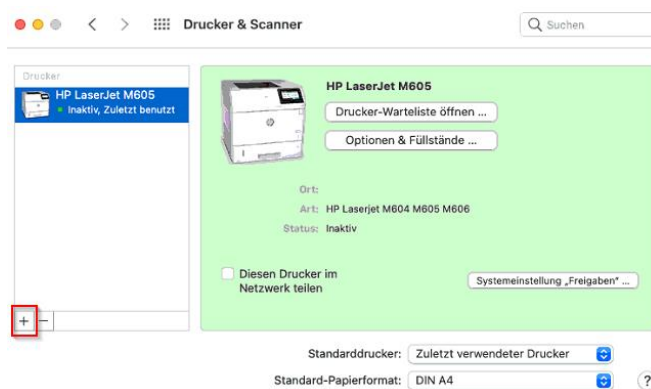 Drucker & Scanner
Suchen
Drucker
HP LaserJet M605
Inaktiv, Zuletzt benutzt
HP LaserJet M605
Drucker-Warteliste öffnen ...
Optionen & Füllstände ...
Ort:
Art: HP Laserjet M604 M605 M606
Status: Inaktiv
Diesen Drucker im
Netzwerk teilen
Systemeinstellung „Freigaben“ ...
+ −
Standarddrucker: Zuletzt verwendeter Drucker
Standard-Papierformat: DIN A4
?